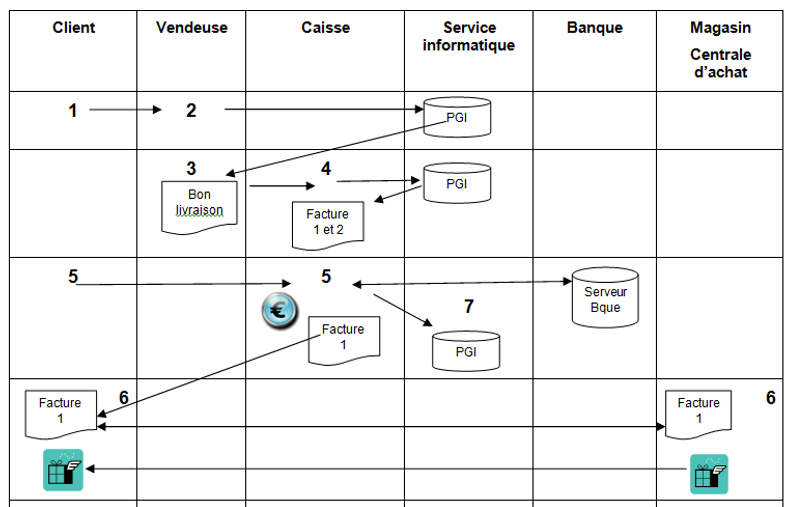 Client
Vendeuse
Caisse
Service
informatique
Banque
Magasin
Centrale
d'achat
1
2
PGI
3
Bon
livraison
4
Facture
1 et 2
PGI
5
5
€
Facture
1
7
PGI
Serveur
Bque
Facture
1
6
Facture
1
6